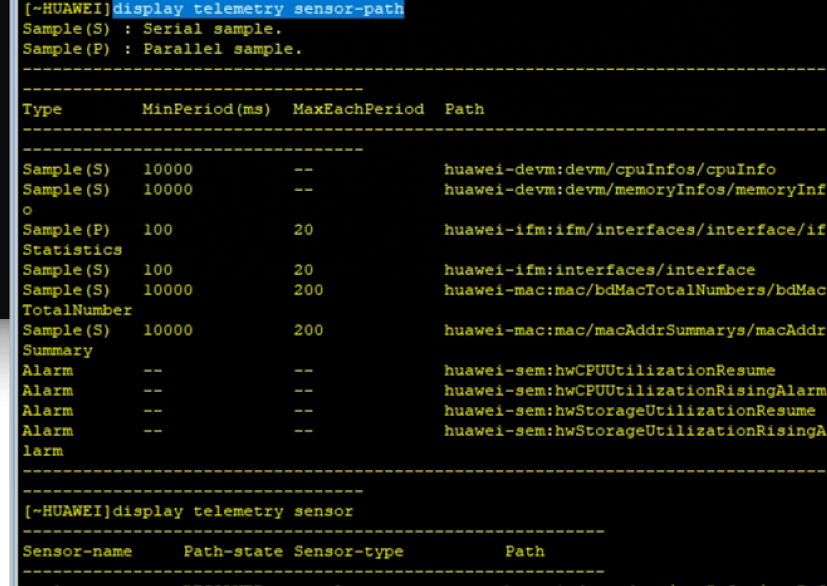 [~HUAWEI]display telemetry sensor-path
Sample(S) : Serial sample.
Sample(P) : Parallel sample.
--------------------------------------------------------------------------------
----------------------------------
Type        MinPeriod(ms)  MaxEachPeriod  Path
--------------------------------------------------------------------------------
----------------------------------
Sample(S)   10000          --             huawei-devm:devm/cpuInfos/cpuInfo
Sample(S)   10000          --             huawei-devm:devm/memoryInfos/memoryInf
o
Sample(P)   100            20             huawei-ifm:ifm/interfaces/interface/if
Statistics
Sample(S)   100            20             huawei-ifm:interfaces/interface
Sample(S)   10000          200            huawei-mac:mac/bdMacTotalNumbers/bdMac
TotalNumber
Sample(S)   10000          200            huawei-mac:mac/macAddrSummarys/macAddr
Summary
Alarm       --             --             huawei-sem:hwCPUUtilizationResume
Alarm       --             --             huawei-sem:hwCPUUtilizationRisingAlarm
Alarm       --             --             huawei-sem:hwStorageUtilizationResume
Alarm       --             --             huawei-sem:hwStorageUtilizationRisingA
larm
--------------------------------------------------------------------------------
----------------------------------
[~HUAWEI]display telemetry sensor
----------------------------------------------------------
Sensor-name     Path-state Sensor-type          Path
----------------------------------------------------------